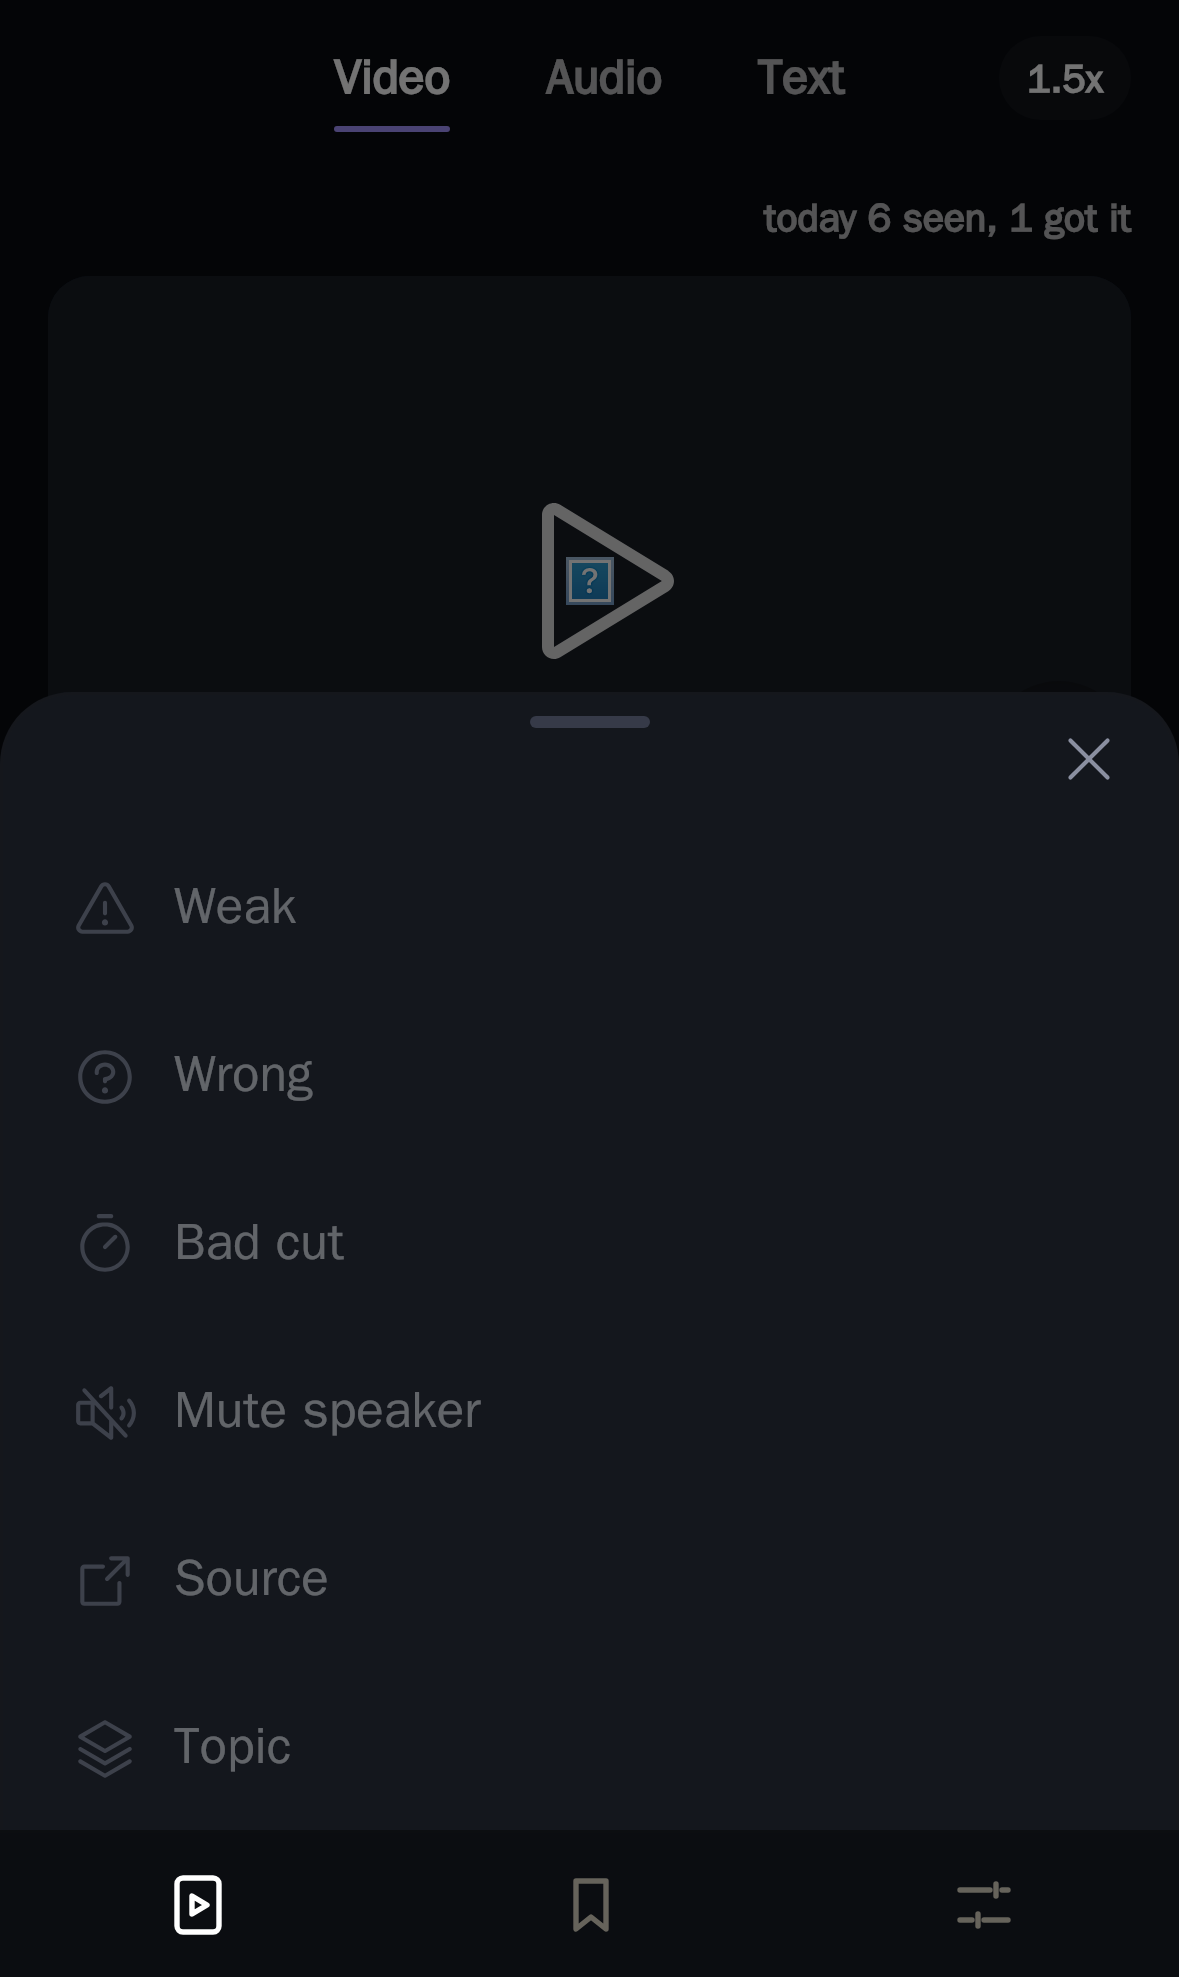 Video Audio Text 1.5x
today 6 seen, 1 got it
?
Weak
Wrong
Bad cut
Mute speaker
Source
Topic